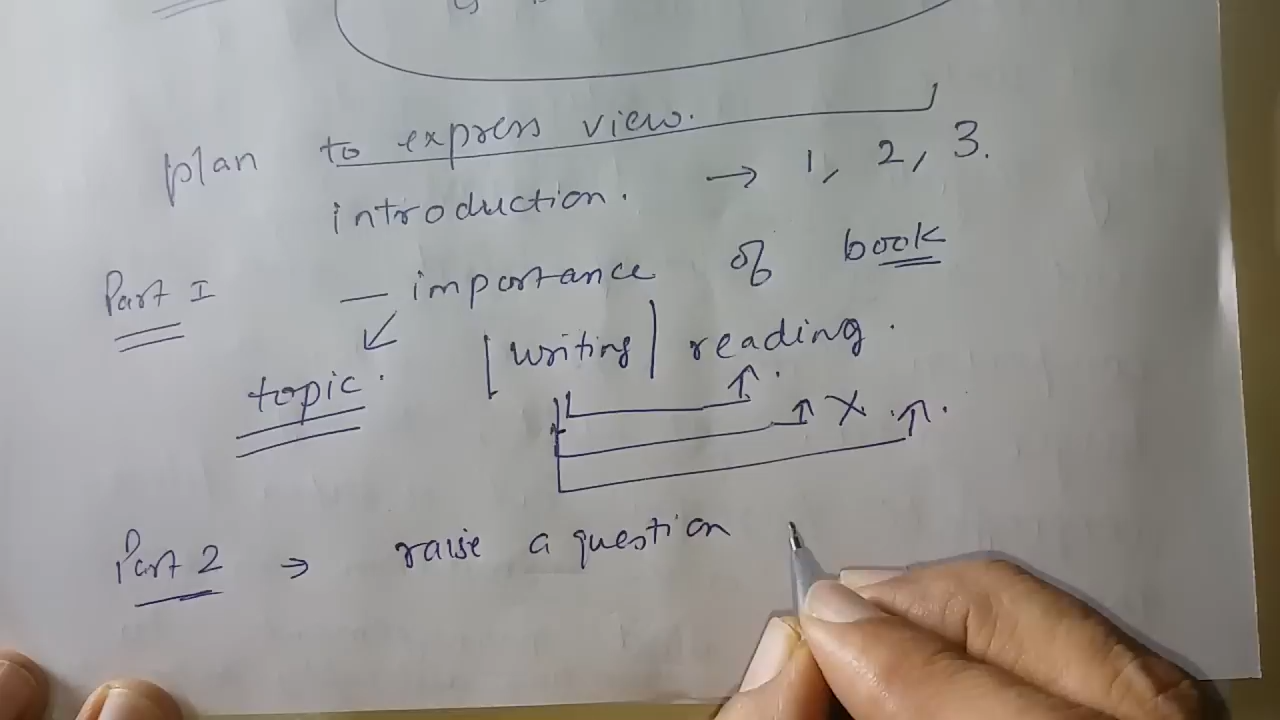 plan to express view.
introduction. → 1, 2, 3.
Part I — importance of book
[writing] reading.
topic.
X
Part 2 → raise a question